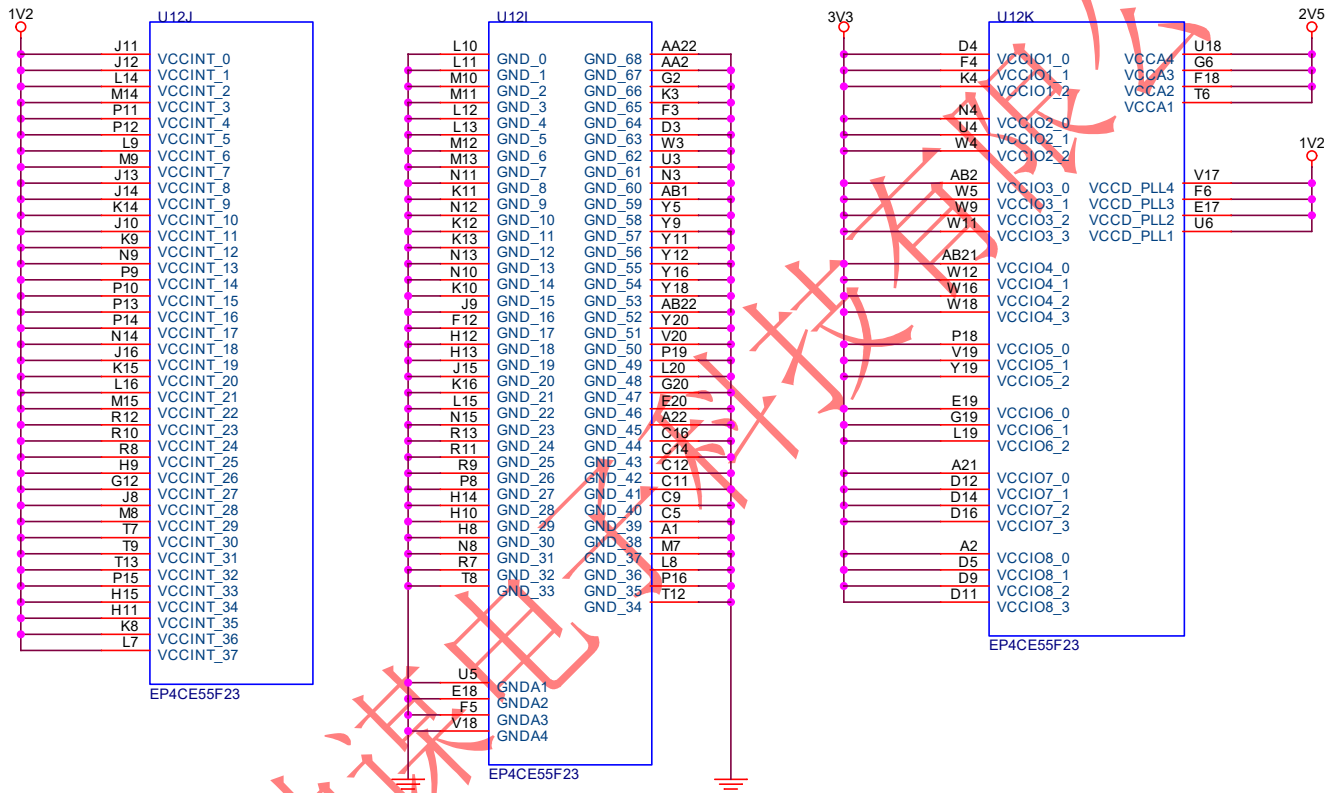 1V2
U12J
J11 VCCINT_0
J12 VCCINT_1
L14 VCCINT_2
M14 VCCINT_3
P11 VCCINT_4
P12 VCCINT_5
L9 VCCINT_6
M9 VCCINT_7
J13 VCCINT_8
J14 VCCINT_9
K14 VCCINT_10
J10 VCCINT_11
K9 VCCINT_12
N9 VCCINT_13
P9 VCCINT_14
P10 VCCINT_15
P13 VCCINT_16
P14 VCCINT_17
N14 VCCINT_18
J16 VCCINT_19
K15 VCCINT_20
L16 VCCINT_21
M15 VCCINT_22
R12 VCCINT_23
R10 VCCINT_24
R8 VCCINT_25
H9 VCCINT_26
G12 VCCINT_27
J8 VCCINT_28
M8 VCCINT_29
T7 VCCINT_30
T9 VCCINT_31
T13 VCCINT_32
P15 VCCINT_33
H15 VCCINT_34
H11 VCCINT_35
K8 VCCINT_36
L7 VCCINT_37
EP4CE55F23
U12I
L10 GND_0 GND_68 AA22
L11 GND_1 GND_67 AA2
M10 GND_2 GND_66 G2
M11 GND_3 GND_65 K3
L12 GND_4 GND_64 F3
L13 GND_5 GND_63 D3
M12 GND_6 GND_62 W3
M13 GND_7 GND_61 U3
N11 GND_8 GND_60 N3
K11 GND_9 GND_59 AB1
N12 GND_10 GND_58 Y5
K12 GND_11 GND_57 Y9
K13 GND_12 GND_56 Y11
N13 GND_13 GND_55 Y12
N10 GND_14 GND_54 Y16
K10 GND_15 GND_53 Y18
J9 GND_16 GND_52 AB22
F12 GND_17 GND_51 Y20
H12 GND_18 GND_50 V20
H13 GND_19 GND_49 P19
J15 GND_20 GND_48 L20
K16 GND_21 GND_47 G20
L15 GND_22 GND_46 E20
N15 GND_23 GND_45 A22
R13 GND_24 GND_44 C16
R11 GND_25 GND_43 C14
R9 GND_26 GND_42 C12
P8 GND_27 GND_41 C11
H14 GND_28 GND_40 C9
H10 GND_29 GND_39 C5
H8 GND_30 GND_38 A1
N8 GND_31 GND_37 M7
R7 GND_32 GND_36 L8
T8 GND_33 GND_35 P16
GND_34 T12
U5 GNDA1
E18 GNDA2
F5 GNDA3
V18 GNDA4
EP4CE55F23
3V3
U12K
2V5
D4 VCCIO1_0 VCCA4 U18
F4 VCCIO1_1 VCCA3 G6
K4 VCCIO1_2 VCCA2 F18
VCCA1 T6
N4 VCCIO2_0
U4 VCCIO2_1
W4 VCCIO2_2
1V2
AB2 VCCIO3_0 VCCD_PLL4 V17
W5 VCCIO3_1 VCCD_PLL3 F6
W9 VCCIO3_2 VCCD_PLL2 E17
W11 VCCIO3_3 VCCD_PLL1 U6
AB21 VCCIO4_0
W12 VCCIO4_1
W16 VCCIO4_2
W18 VCCIO4_3
P18 VCCIO5_0
V19 VCCIO5_1
Y19 VCCIO5_2
E19 VCCIO6_0
G19 VCCIO6_1
L19 VCCIO6_2
A21 VCCIO7_0
D12 VCCIO7_1
D14 VCCIO7_2
D16 VCCIO7_3
A2 VCCIO8_0
D5 VCCIO8_1
D9 VCCIO8_2
D11 VCCIO8_3
EP4CE55F23
谋电子科技有限公